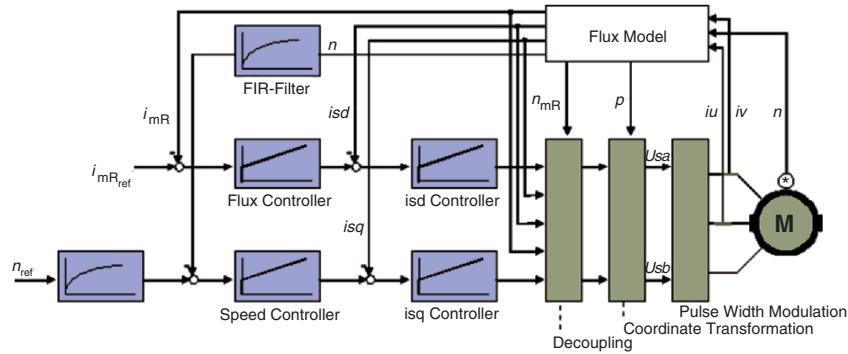 Flux Model
n
FIR-Filter
imR
isd
nmR
p
iu
iv
n
imRref
Usa
Flux Controller
isd Controller
isq
M
nref
Usb
Speed Controller
isq Controller
Pulse Width Modulation
Coordinate Transformation
Decoupling